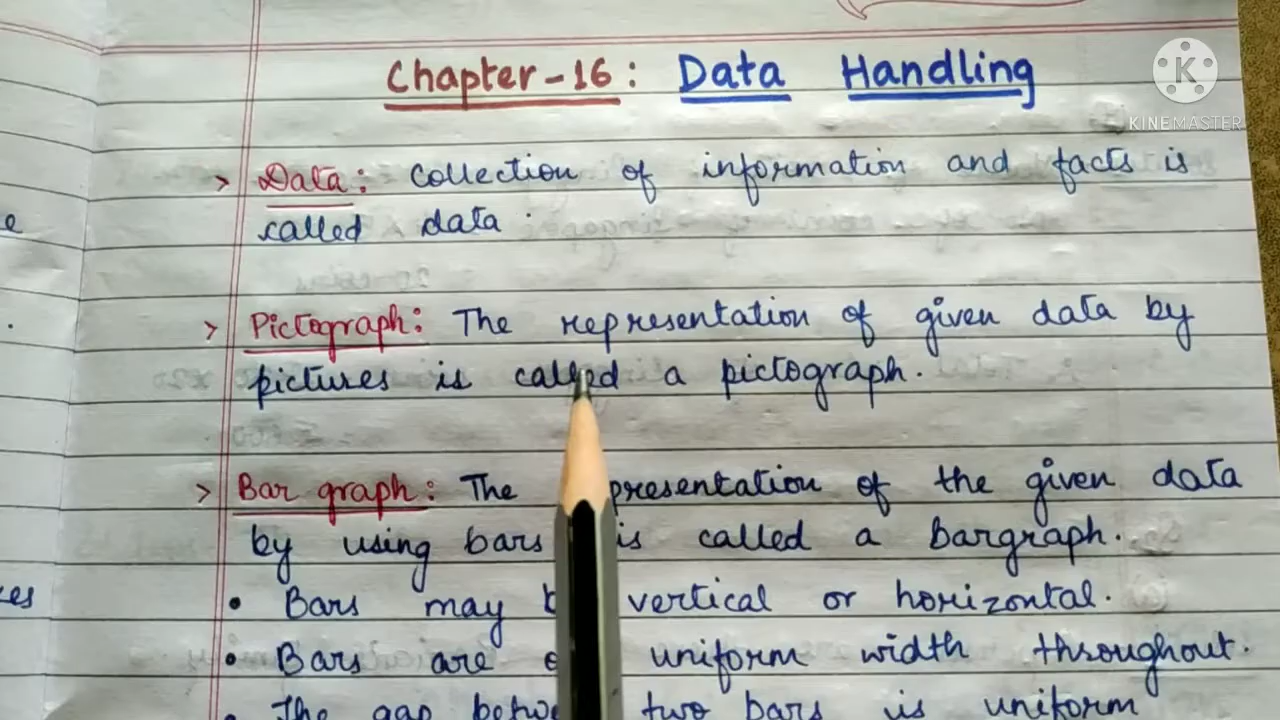 Chapter-16: Data Handling
KINEMASTER
> Data: Collection of information and facts is
called data.
> Pictograph: The representation of given data by
pictures is called a pictograph.
> Bar graph: The presentation of the given data
by using bars is called a Bargraph.
• Bars may vertical or horizontal.
• Bars are uniform width throughout.
• The gap two bars is uniform